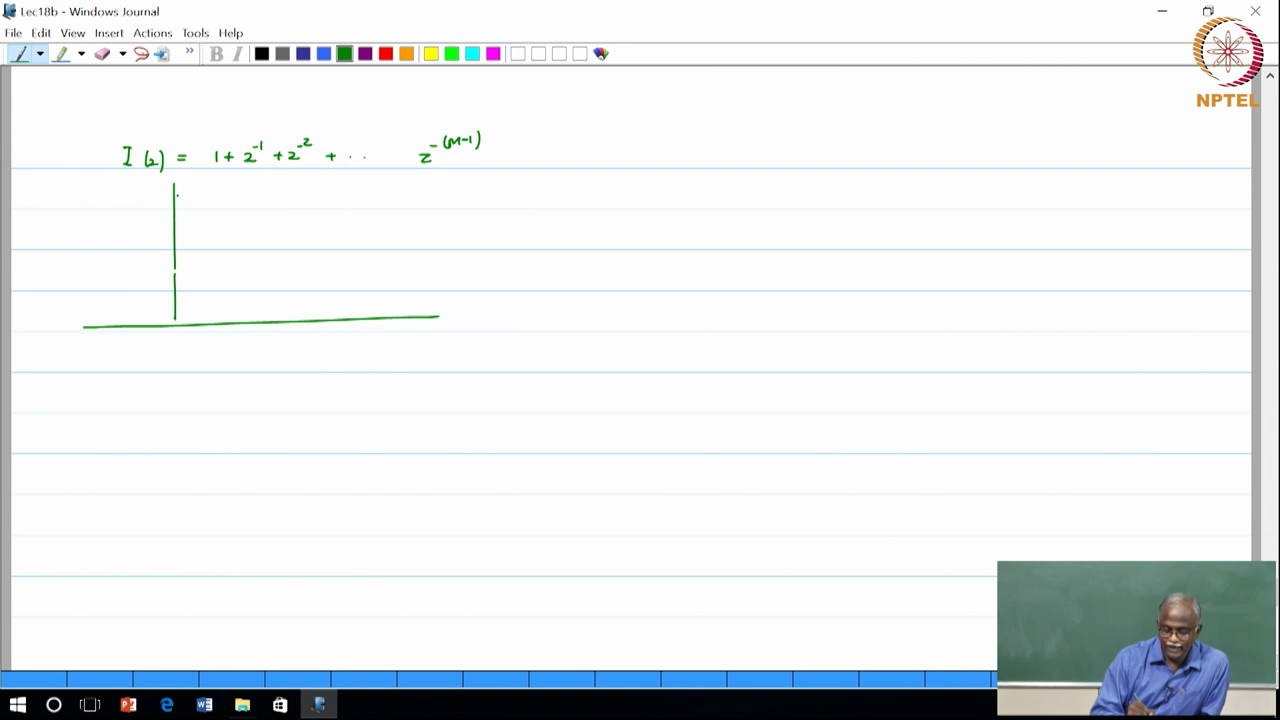 Lec18b - Windows Journal
File Edit View Insert Actions Tools Help
B I
NPTEL
I (z) = 1 + z^{-1} + z^{-2} + ·· z^{-(M-1)}